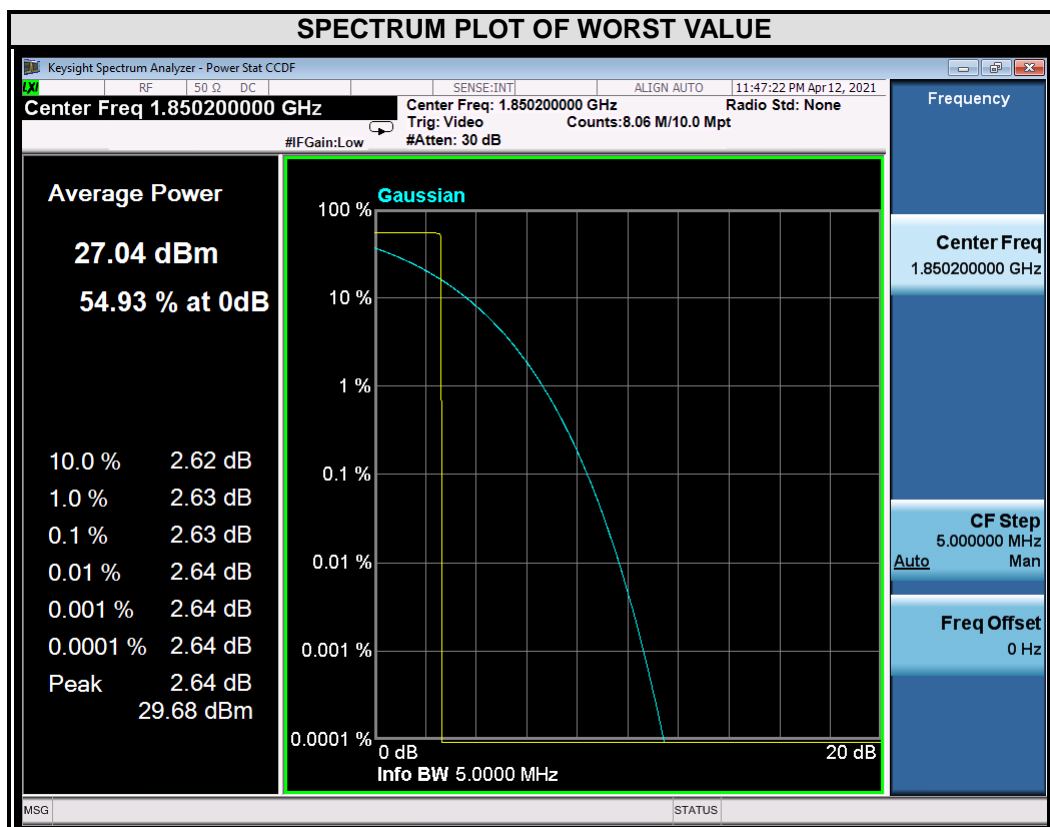 SPECTRUM PLOT OF WORST VALUE
Keysight Spectrum Analyzer - Power Stat CCDF
LXI RF 50 Ω DC SENSE:INT ALIGN AUTO 11:47:22 PM Apr 12, 2021
Center Freq 1.850200000 GHz
Center Freq: 1.850200000 GHz Radio Std: None
Trig: Video Counts:8.06 M/10.0 Mpt
#IFGain:Low #Atten: 30 dB
Frequency
Average Power
27.04 dBm
54.93 % at 0dB
10.0 % 2.62 dB
1.0 % 2.63 dB
0.1 % 2.63 dB
0.01 % 2.64 dB
0.001 % 2.64 dB
0.0001 % 2.64 dB
Peak 2.64 dB
29.68 dBm
Gaussian
100 %
10 %
1 %
0.1 %
0.01 %
0.001 %
0.0001 %
0 dB 20 dB
Info BW 5.0000 MHz
Center Freq
1.850200000 GHz
CF Step
5.000000 MHz
Auto Man
Freq Offset
0 Hz
MSG STATUS